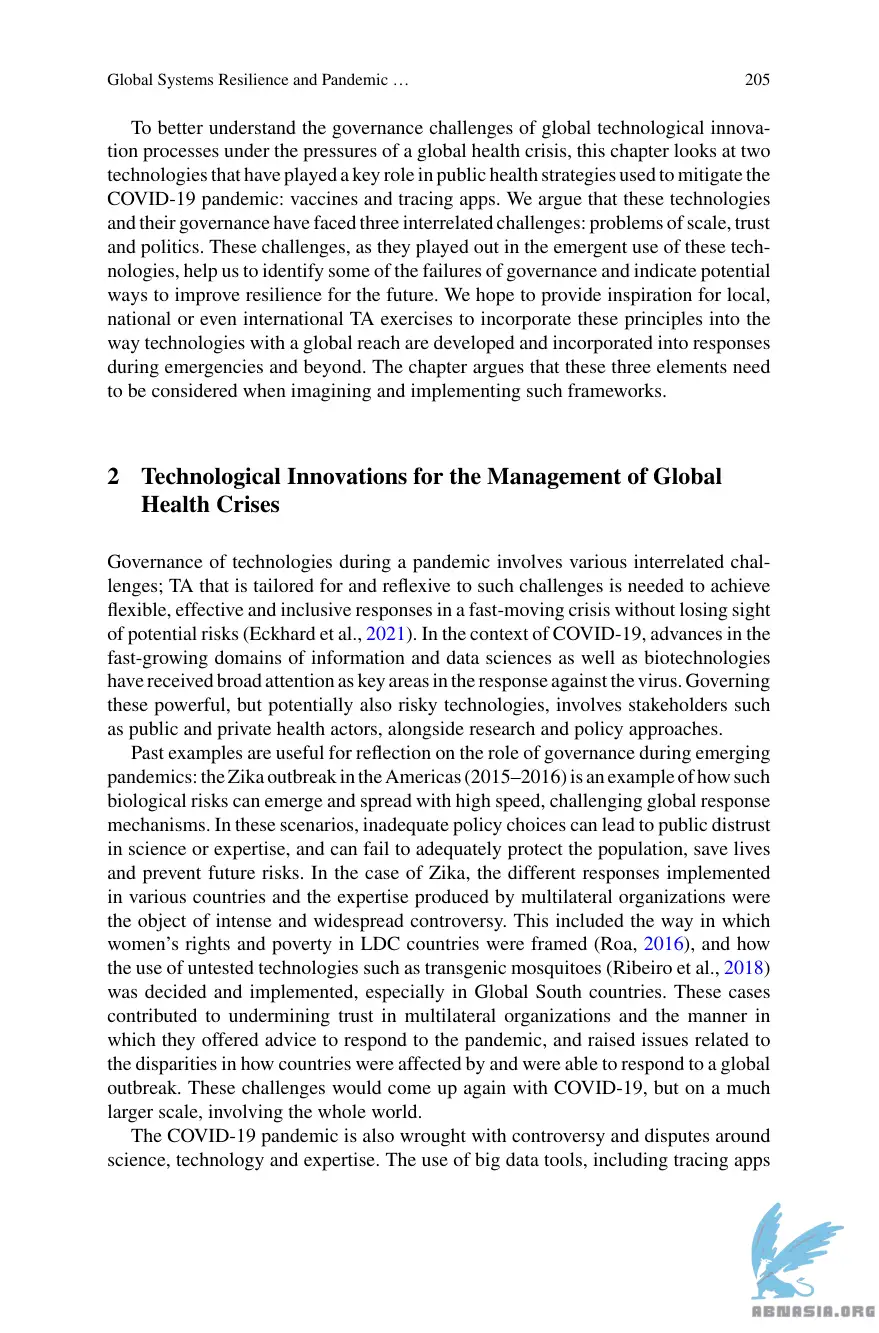 Global Systems Resilience and Pandemic …
205
To better understand the governance challenges of global technological innova-
tion processes under the pressures of a global health crisis, this chapter looks at two
technologies that have played a key role in public health strategies used to mitigate the
COVID-19 pandemic: vaccines and tracing apps. We argue that these technologies
and their governance have faced three interrelated challenges: problems of scale, trust
and politics. These challenges, as they played out in the emergent use of these tech-
nologies, help us to identify some of the failures of governance and indicate potential
ways to improve resilience for the future. We hope to provide inspiration for local,
national or even international TA exercises to incorporate these principles into the
way technologies with a global reach are developed and incorporated into responses
during emergencies and beyond. The chapter argues that these three elements need
to be considered when imagining and implementing such frameworks.
2 Technological Innovations for the Management of Global
Health Crises
Governance of technologies during a pandemic involves various interrelated chal-
lenges; TA that is tailored for and reflexive to such challenges is needed to achieve
flexible, effective and inclusive responses in a fast-moving crisis without losing sight
of potential risks (Eckhard et al., 2021). In the context of COVID-19, advances in the
fast-growing domains of information and data sciences as well as biotechnologies
have received broad attention as key areas in the response against the virus. Governing
these powerful, but potentially also risky technologies, involves stakeholders such
as public and private health actors, alongside research and policy approaches.
Past examples are useful for reflection on the role of governance during emerging
pandemics: the Zika outbreak in the Americas (2015–2016) is an example of how such
biological risks can emerge and spread with high speed, challenging global response
mechanisms. In these scenarios, inadequate policy choices can lead to public distrust
in science or expertise, and can fail to adequately protect the population, save lives
and prevent future risks. In the case of Zika, the different responses implemented
in various countries and the expertise produced by multilateral organizations were
the object of intense and widespread controversy. This included the way in which
women's rights and poverty in LDC countries were framed (Roa, 2016), and how
the use of untested technologies such as transgenic mosquitoes (Ribeiro et al., 2018)
was decided and implemented, especially in Global South countries. These cases
contributed to undermining trust in multilateral organizations and the manner in
which they offered advice to respond to the pandemic, and raised issues related to
the disparities in how countries were affected by and were able to respond to a global
outbreak. These challenges would come up again with COVID-19, but on a much
larger scale, involving the whole world.
The COVID-19 pandemic is also wrought with controversy and disputes around
science, technology and expertise. The use of big data tools, including tracing apps
ABNASIA.ORG